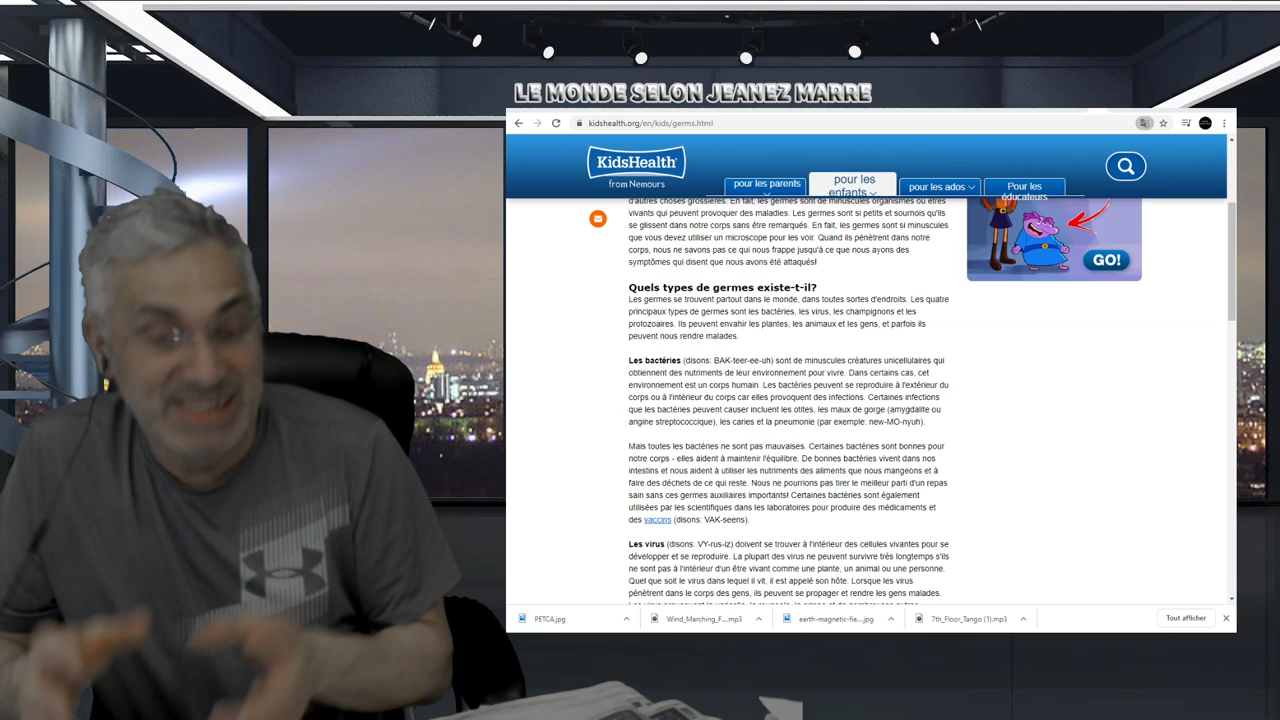 LE MONDE SELON JEANEZ MARRE
kidshealth.org/en/kids/germs.html
KidsHealth
from Nemours
pour les parents
pour les
enfants
pour les ados
Pour les
éducateurs
d'autres choses grossières. En fait, les germes sont de minuscules organismes ou êtres
vivants qui peuvent provoquer des maladies. Les germes sont si petits et sournois qu'ils
se glissent dans notre corps sans être remarqués. En fait, les germes sont si minuscules
que vous devez utiliser un microscope pour les voir. Quand ils pénètrent dans notre
corps, nous ne savons pas ce qui nous frappe jusqu'à ce que nous ayons des
symptômes qui disent que nous avons été attaqués!
GO!
Quels types de germes existe-t-il?
Les germes se trouvent partout dans le monde, dans toutes sortes d'endroits. Les quatre
principaux types de germes sont les bactéries, les virus, les champignons et les
protozoaires. Ils peuvent envahir les plantes, les animaux et les gens, et parfois ils
peuvent nous rendre malades.
Les bactéries (disons: BAK-teer-ee-uh) sont de minuscules créatures unicellulaires qui
obtiennent des nutriments de leur environnement pour vivre. Dans certains cas, cet
environnement est un corps humain. Les bactéries peuvent se reproduire à l'extérieur du
corps ou à l'intérieur du corps car elles provoquent des infections. Certaines infections
que les bactéries peuvent causer incluent les otites, les maux de gorge (amygdalite ou
angine streptococcique), les caries et la pneumonie (par exemple: new-MO-nyuh).
Mais toutes les bactéries ne sont pas mauvaises. Certaines bactéries sont bonnes pour
notre corps - elles aident à maintenir l'équilibre. De bonnes bactéries vivent dans nos
intestins et nous aident à utiliser les nutriments des aliments que nous mangeons et à
faire des déchets de ce qui reste. Nous ne pourrions pas tirer le meilleur parti d'un repas
sain sans ces germes auxiliaires importants! Certaines bactéries sont également
utilisées par les scientifiques dans les laboratoires pour produire des médicaments et
des vaccins (disons: VAK-seens).
Les virus (disons: VY-rus-iz) doivent se trouver à l'intérieur des cellules vivantes pour se
développer et se reproduire. La plupart des virus ne peuvent survivre très longtemps s'ils
ne sont pas à l'intérieur d'un être vivant comme une plante, un animal ou une personne.
Quel que soit le virus dans lequel il vit, il est appelé son hôte. Lorsque les virus
pénètrent dans le corps des gens, ils peuvent se propager et rendre les gens malades.
PETCA.jpg
Wind_Marching_F....mp3
earth-magnetic-fie....jpg
7th_Floor_Tango (1).mp3
Tout afficher